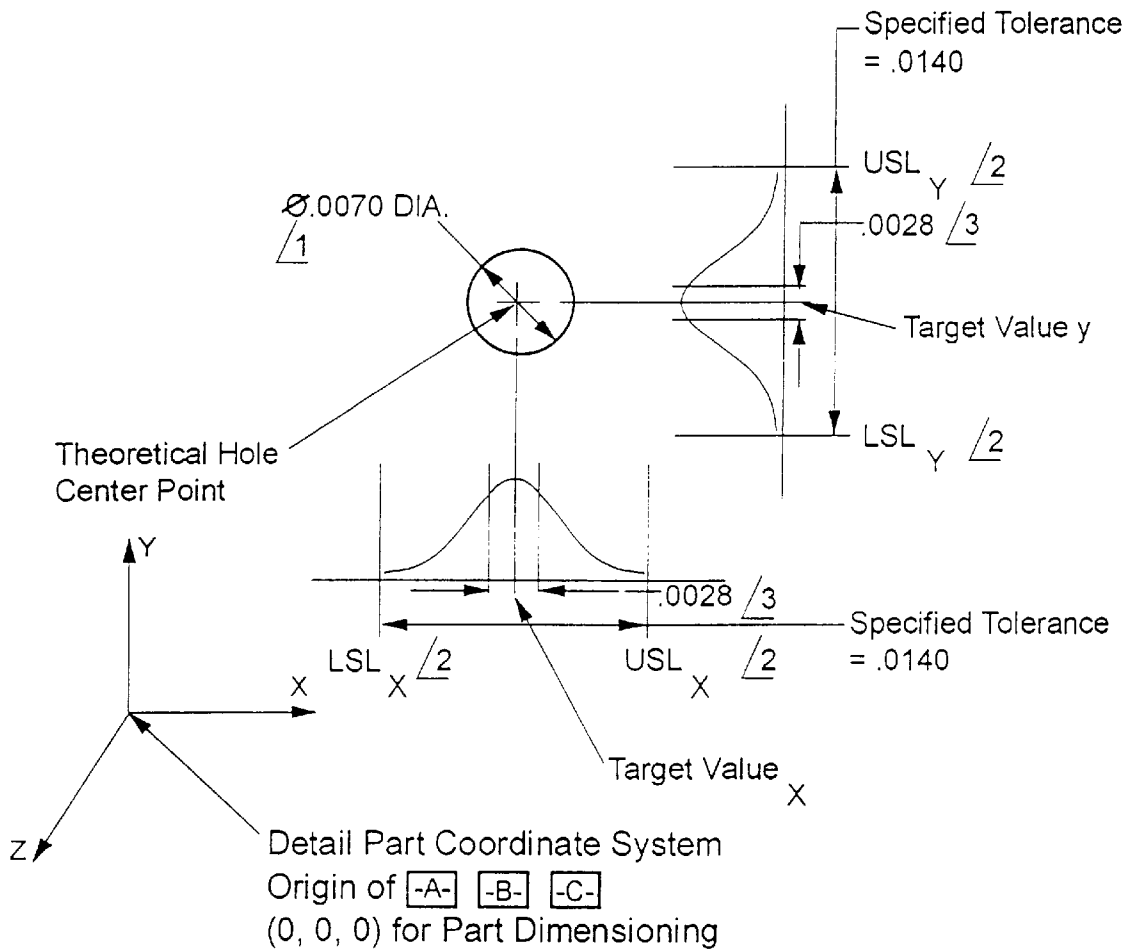 Specified Tolerance
= .0140
USL Y 2
.0028 3
Ø.0070 DIA.
1
Target Value y
LSL Y 2
Theoretical Hole
Center Point
Y
.0028 3
Specified Tolerance
= .0140
LSL X 2
USL X 2
X
Target Value X
Z
Detail Part Coordinate System
Origin of -A- -B- -C-
(0, 0, 0) for Part Dimensioning